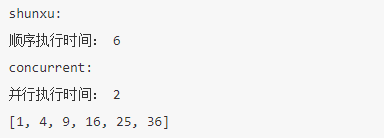 shunxu:
顺序执行时间： 6
concurrent:
并行执行时间： 2
[1, 4, 9, 16, 25, 36]